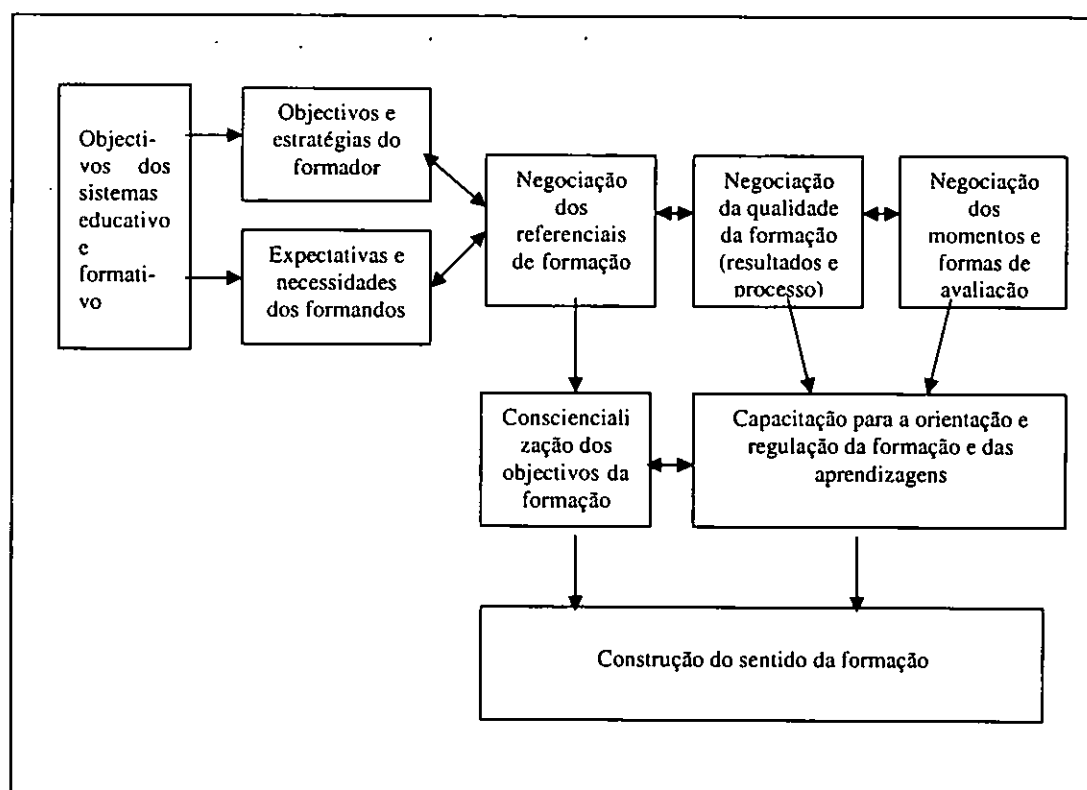 Objecti-
vos dos
sistemas
educativo
e
formati-
vo
Objectivos e
estratégias do
formador
Expectativas e
necessidades
dos formandos
Negociação
dos
referenciais
de formação
Negociação
da qualidade
da formação
(resultados e
processo)
Negociação
dos
momentos e
formas de
avaliação
Conscienciali
zação dos
objectivos da
formação
Capacitação para a orientação e
regulação da formação e das
aprendizagens
Construção do sentido da formação